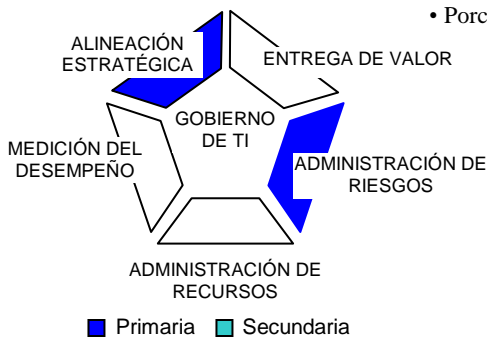 • Porc
ALINEACIÓN
ESTRATÉGICA
ENTREGA DE VALOR
GOBIERNO
DE TI
MEDICIÓN DEL
DESEMPEÑO
ADMINISTRACIÓN DE
RIESGOS
ADMINISTRACIÓN DE
RECURSOS
Primaria Secundaria